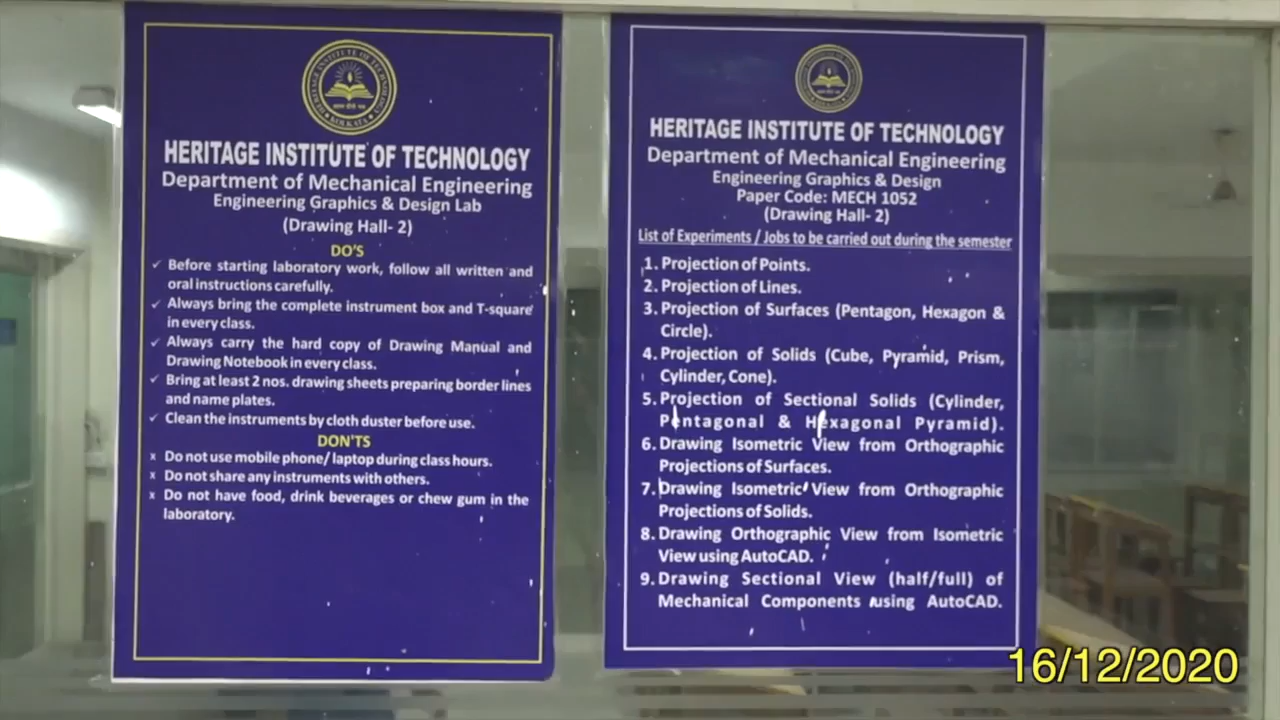 HERITAGE INSTITUTE OF TECHNOLOGY
KOLKATA
HERITAGE INSTITUTE OF TECHNOLOGY
Department of Mechanical Engineering
Engineering Graphics & Design Lab
(Drawing Hall- 2)
DO'S
✓ Before starting laboratory work, follow all written and
oral instructions carefully.
✓ Always bring the complete instrument box and T-square
in every class.
✓ Always carry the hard copy of Drawing Manual and
Drawing Notebook in every class.
✓ Bring at least 2 nos. drawing sheets preparing border lines
and name plates.
✓ Clean the instruments by cloth duster before use.
DON'TS
x Do not use mobile phone/ laptop during class hours.
x Do not share any instruments with others.
x Do not have food, drink beverages or chew gum in the
laboratory.
HERITAGE INSTITUTE OF TECHNOLOGY
Department of Mechanical Engineering
Engineering Graphics & Design
Paper Code: MECH 1052
(Drawing Hall- 2)
List of Experiments / Jobs to be carried out during the semester
1. Projection of Points.
2. Projection of Lines.
3. Projection of Surfaces (Pentagon, Hexagon &
Circle).
4. Projection of Solids (Cube, Pyramid, Prism,
Cylinder, Cone).
5. Projection of Sectional Solids (Cylinder,
Pentagonal & Hexagonal Pyramid).
6. Drawing Isometric View from Orthographic
Projections of Surfaces.
7. Drawing Isometric View from Orthographic
Projections of Solids.
8. Drawing Orthographic View from Isometric
View using AutoCAD.
9. Drawing Sectional View (half/full) of
Mechanical Components using AutoCAD.
16/12/2020